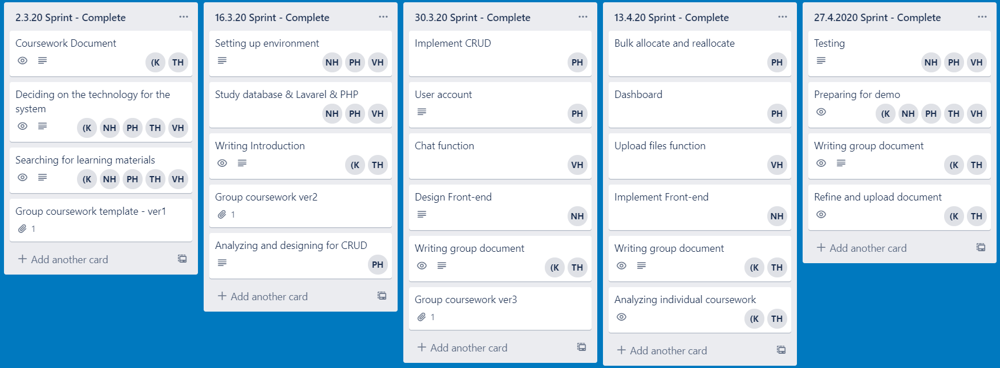 2.3.20 Sprint - Complete
Coursework Document
(K TH
Deciding on the technology for the
system
(K NH PH TH VH
Searching for learning materials
(K NH PH TH VH
Group coursework template - ver1
1
Add another card
16.3.20 Sprint - Complete
Setting up environment
NH PH VH
Study database & Lavarel & PHP
NH PH VH
Writing Introduction
(K TH
Group coursework ver2
1
Analyzing and designing for CRUD
PH
Add another card
30.3.20 Sprint - Complete
Implement CRUD
PH
User account
PH
Chat function
VH
Design Front-end
NH
Writing group document
(K TH
Group coursework ver3
1
Add another card
13.4.20 Sprint - Complete
Bulk allocate and reallocate
PH
Dashboard
PH
Upload files function
VH
Implement Front-end
NH
Writing group document
(K TH
Analyzing individual coursework
(K TH
Add another card
27.4.2020 Sprint - Complete
Testing
NH PH VH
Preparing for demo
(K NH PH TH VH
Writing group document
(K TH
Refine and upload document
(K TH
Add another card